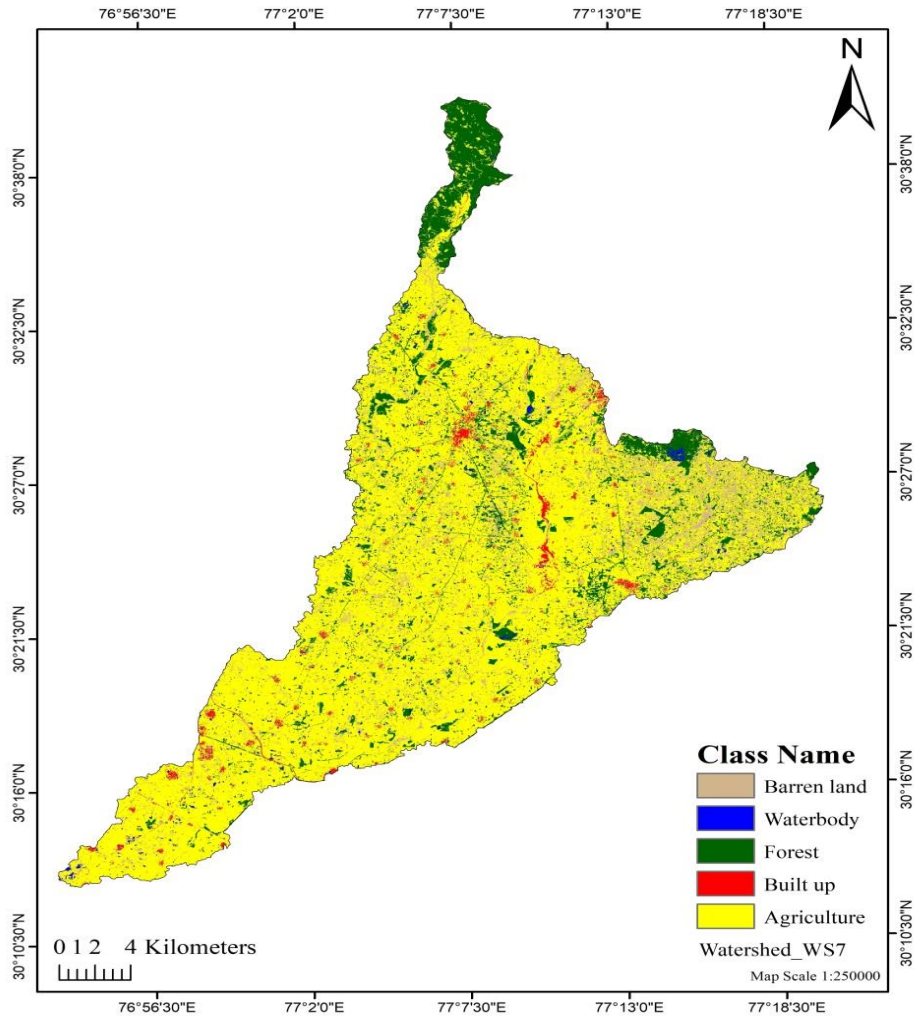 76°56'30"E 77°2'0"E 77°7'30"E 77°13'0"E 77°18'30"E
N
30°38'0"N 30°38'0"N
30°32'30"N 30°32'30"N
30°27'0"N 30°27'0"N
30°21'30"N 30°21'30"N
30°16'0"N 30°16'0"N
30°10'30"N 30°10'30"N
Class Name
Barren land
Waterbody
Forest
Built up
Agriculture
Watershed_WS7
Map Scale 1:250000
0 1 2 4 Kilometers
76°56'30"E 77°2'0"E 77°7'30"E 77°13'0"E 77°18'30"E